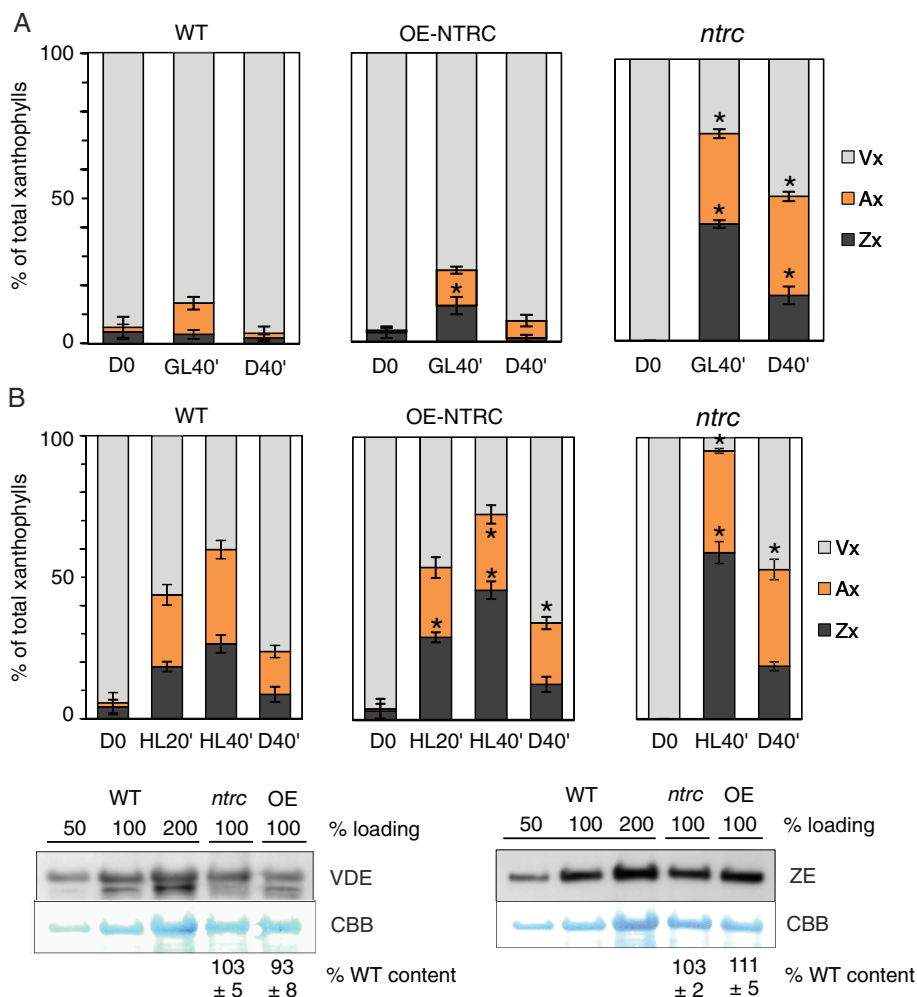 A
WT
OE-NTRC
ntrc
% of total xanthophylls
100
50
0
* * * * *
Vx
Ax
Zx
D0 GL40' D40'
D0 GL40' D40'
D0 GL40' D40'
B
WT
OE-NTRC
ntrc
% of total xanthophylls
100
50
0
* * * * * * *
Vx
Ax
Zx
D0 HL20' HL40' D40'
D0 HL20' HL40' D40'
D0 HL40' D40'
WT ntrc OE
50 100 200 100 100 % loading
VDE
CBB
103 ± 5 93 ± 8 % WT content
WT ntrc OE
50 100 200 100 100 % loading
ZE
CBB
103 ± 2 111 ± 5 % WT content